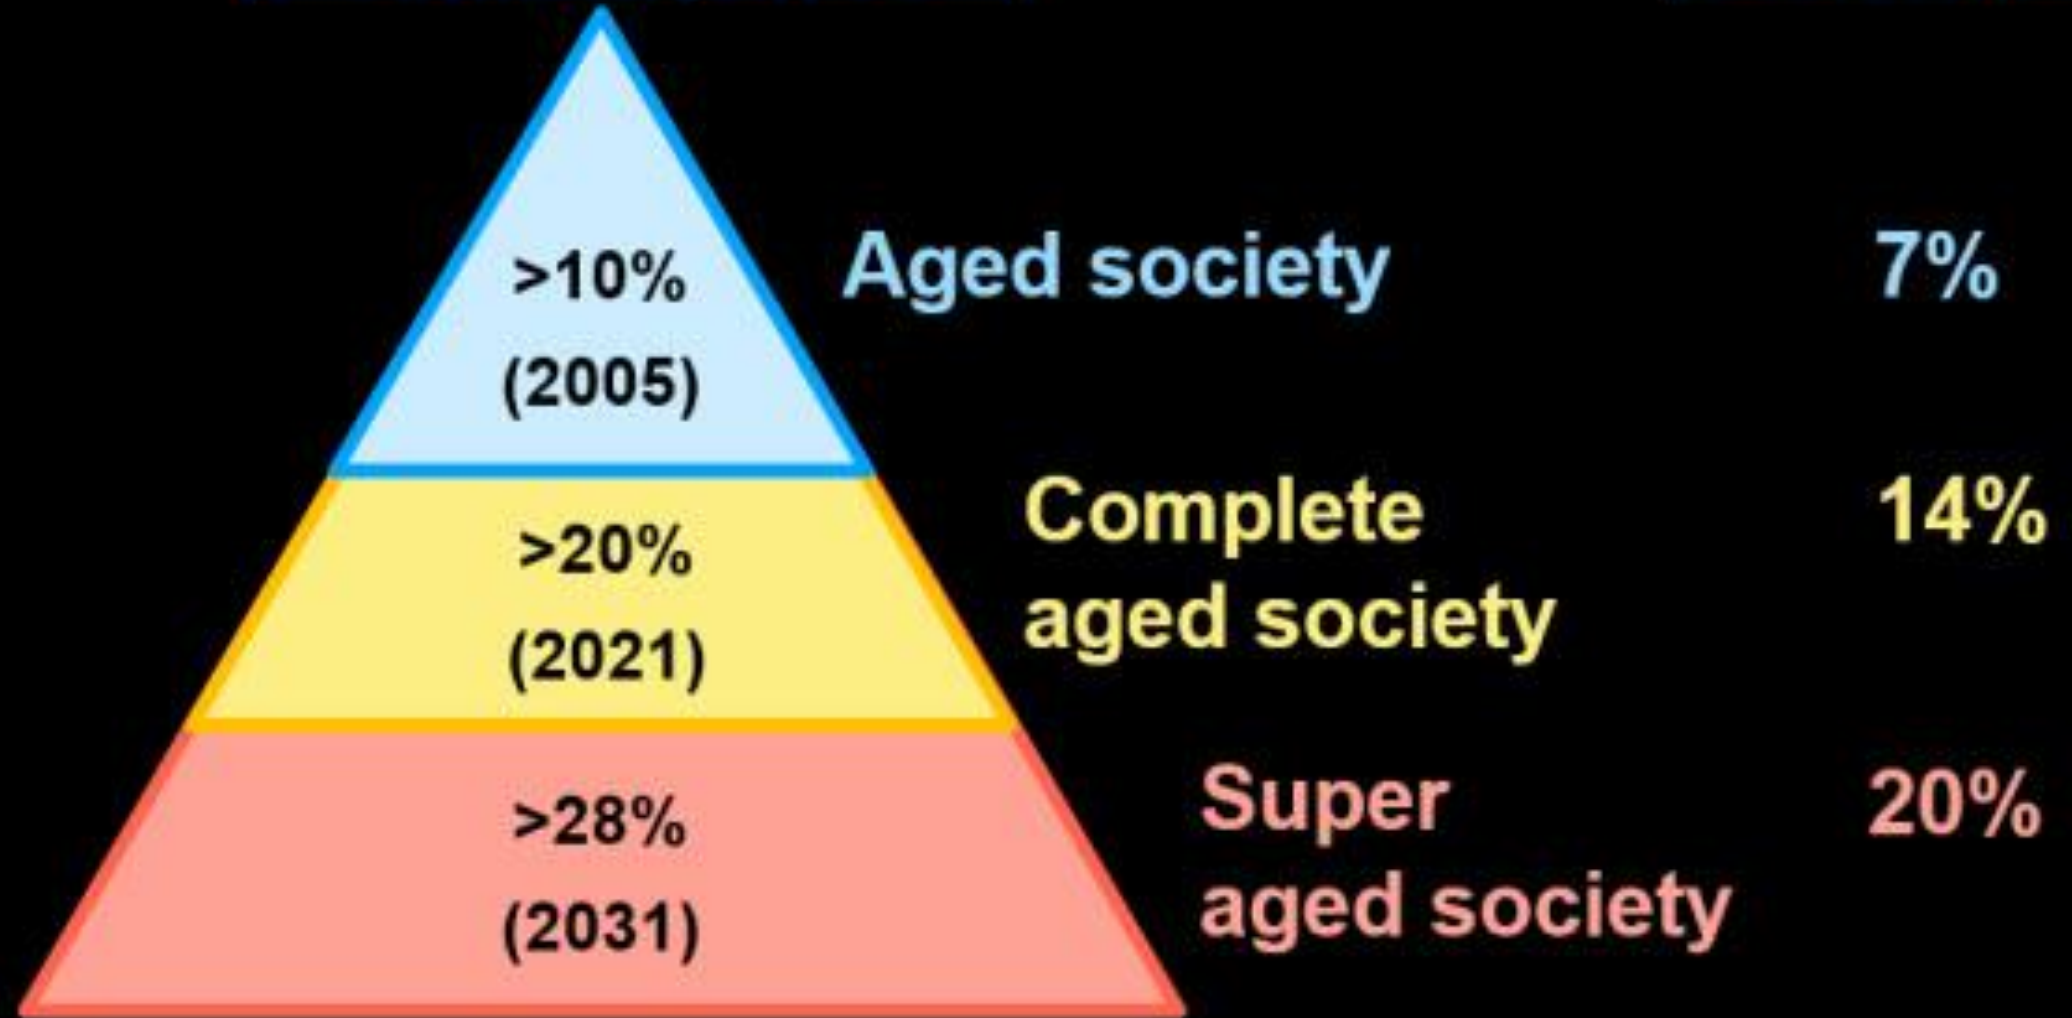 >10%
(2005)
Aged society
7%
>20%
(2021)
Complete
aged society
14%
>28%
(2031)
Super
aged society
20%